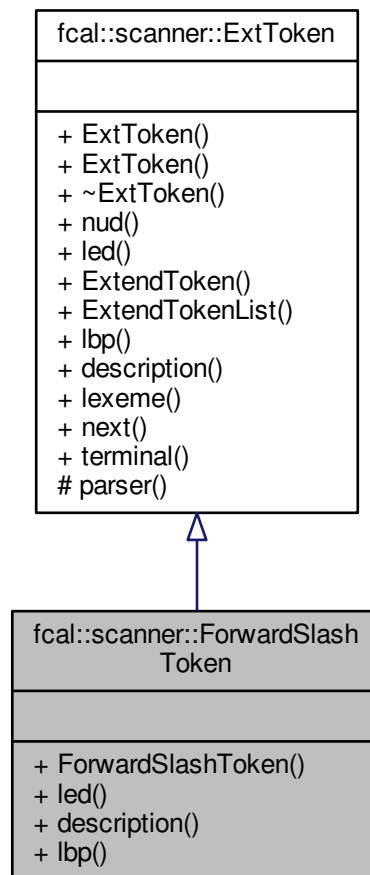 fcal::scanner::ExtToken
+ ExtToken()
+ ExtToken()
+ ~ExtToken()
+ nud()
+ led()
+ ExtendToken()
+ ExtendTokenList()
+ lbp()
+ description()
+ lexeme()
+ next()
+ terminal()
# parser()
fcal::scanner::ForwardSlash
Token
+ ForwardSlashToken()
+ led()
+ description()
+ lbp()